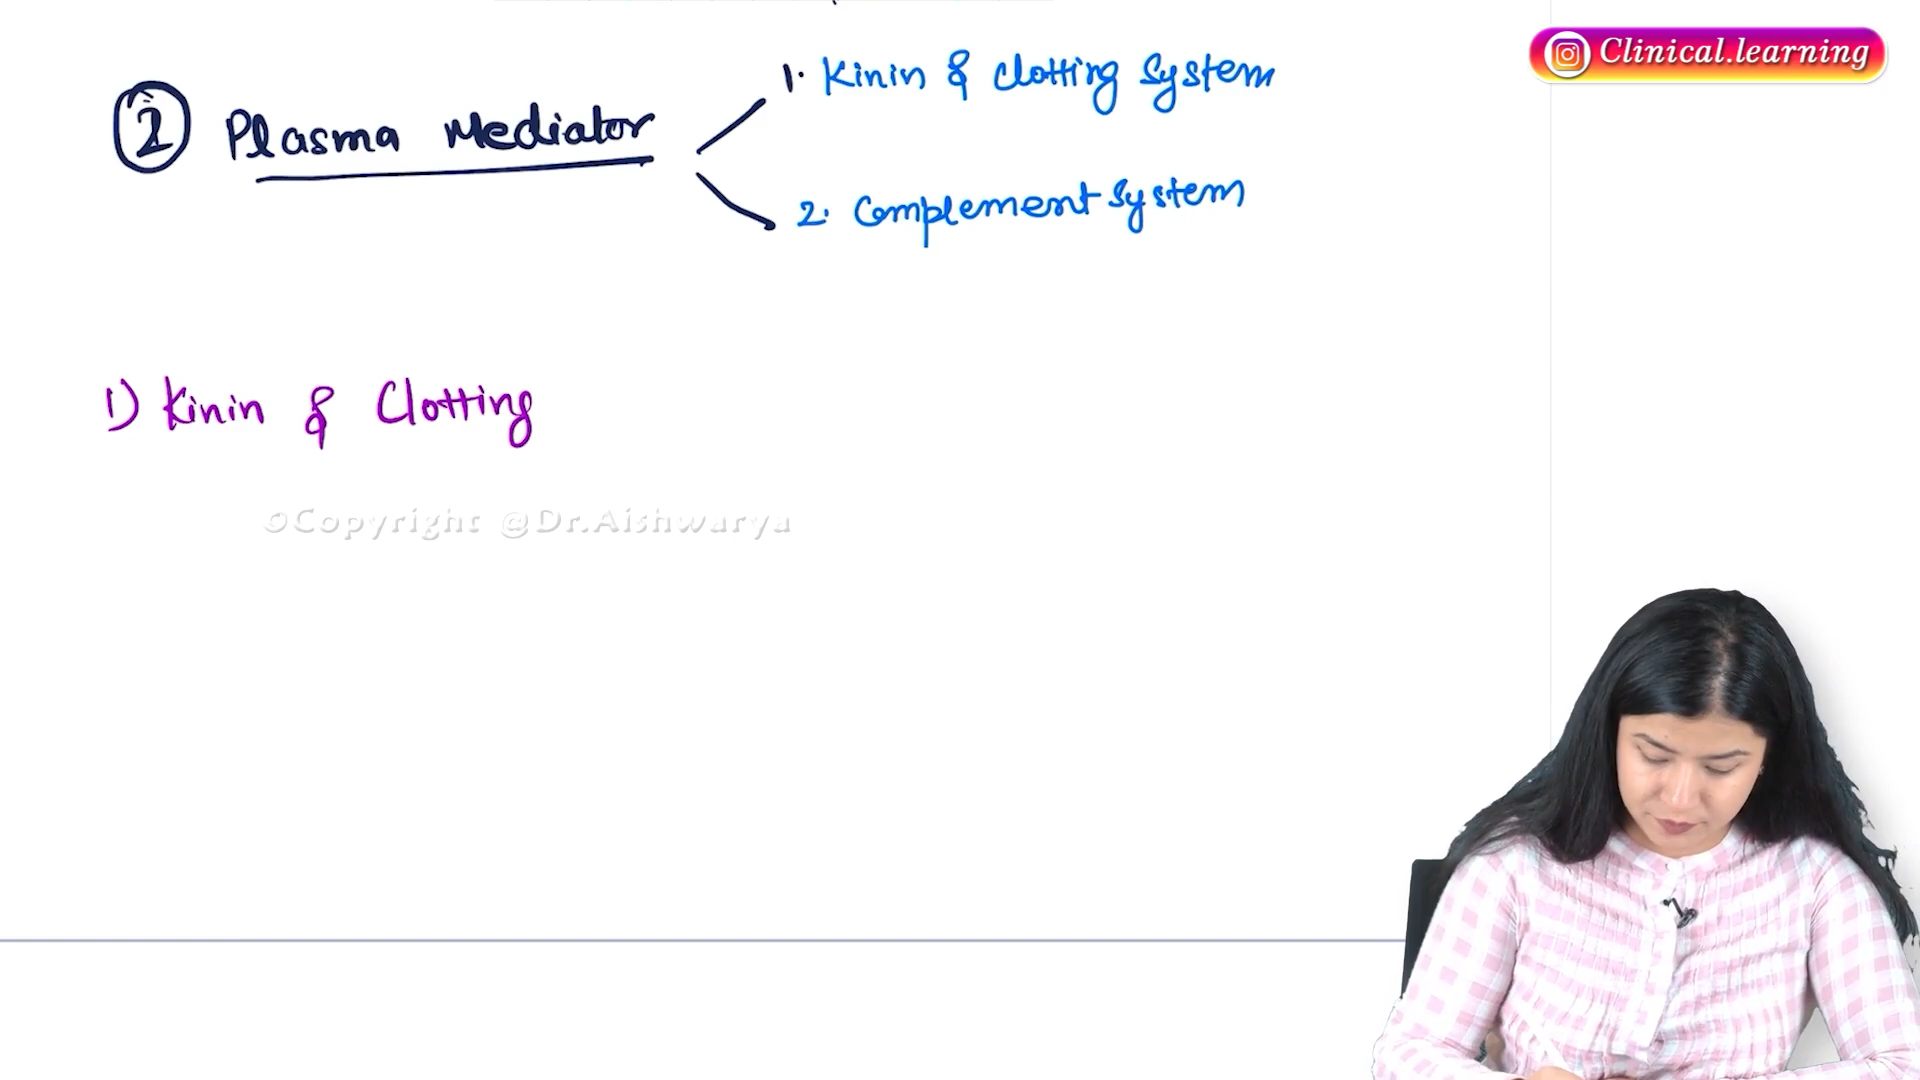 Clinical.learning
1. Kinin & Clotting System
2 Plasma Mediator
2. Complement System
1) Kinin & Clotting
©Copyright @Dr.Aishwarya